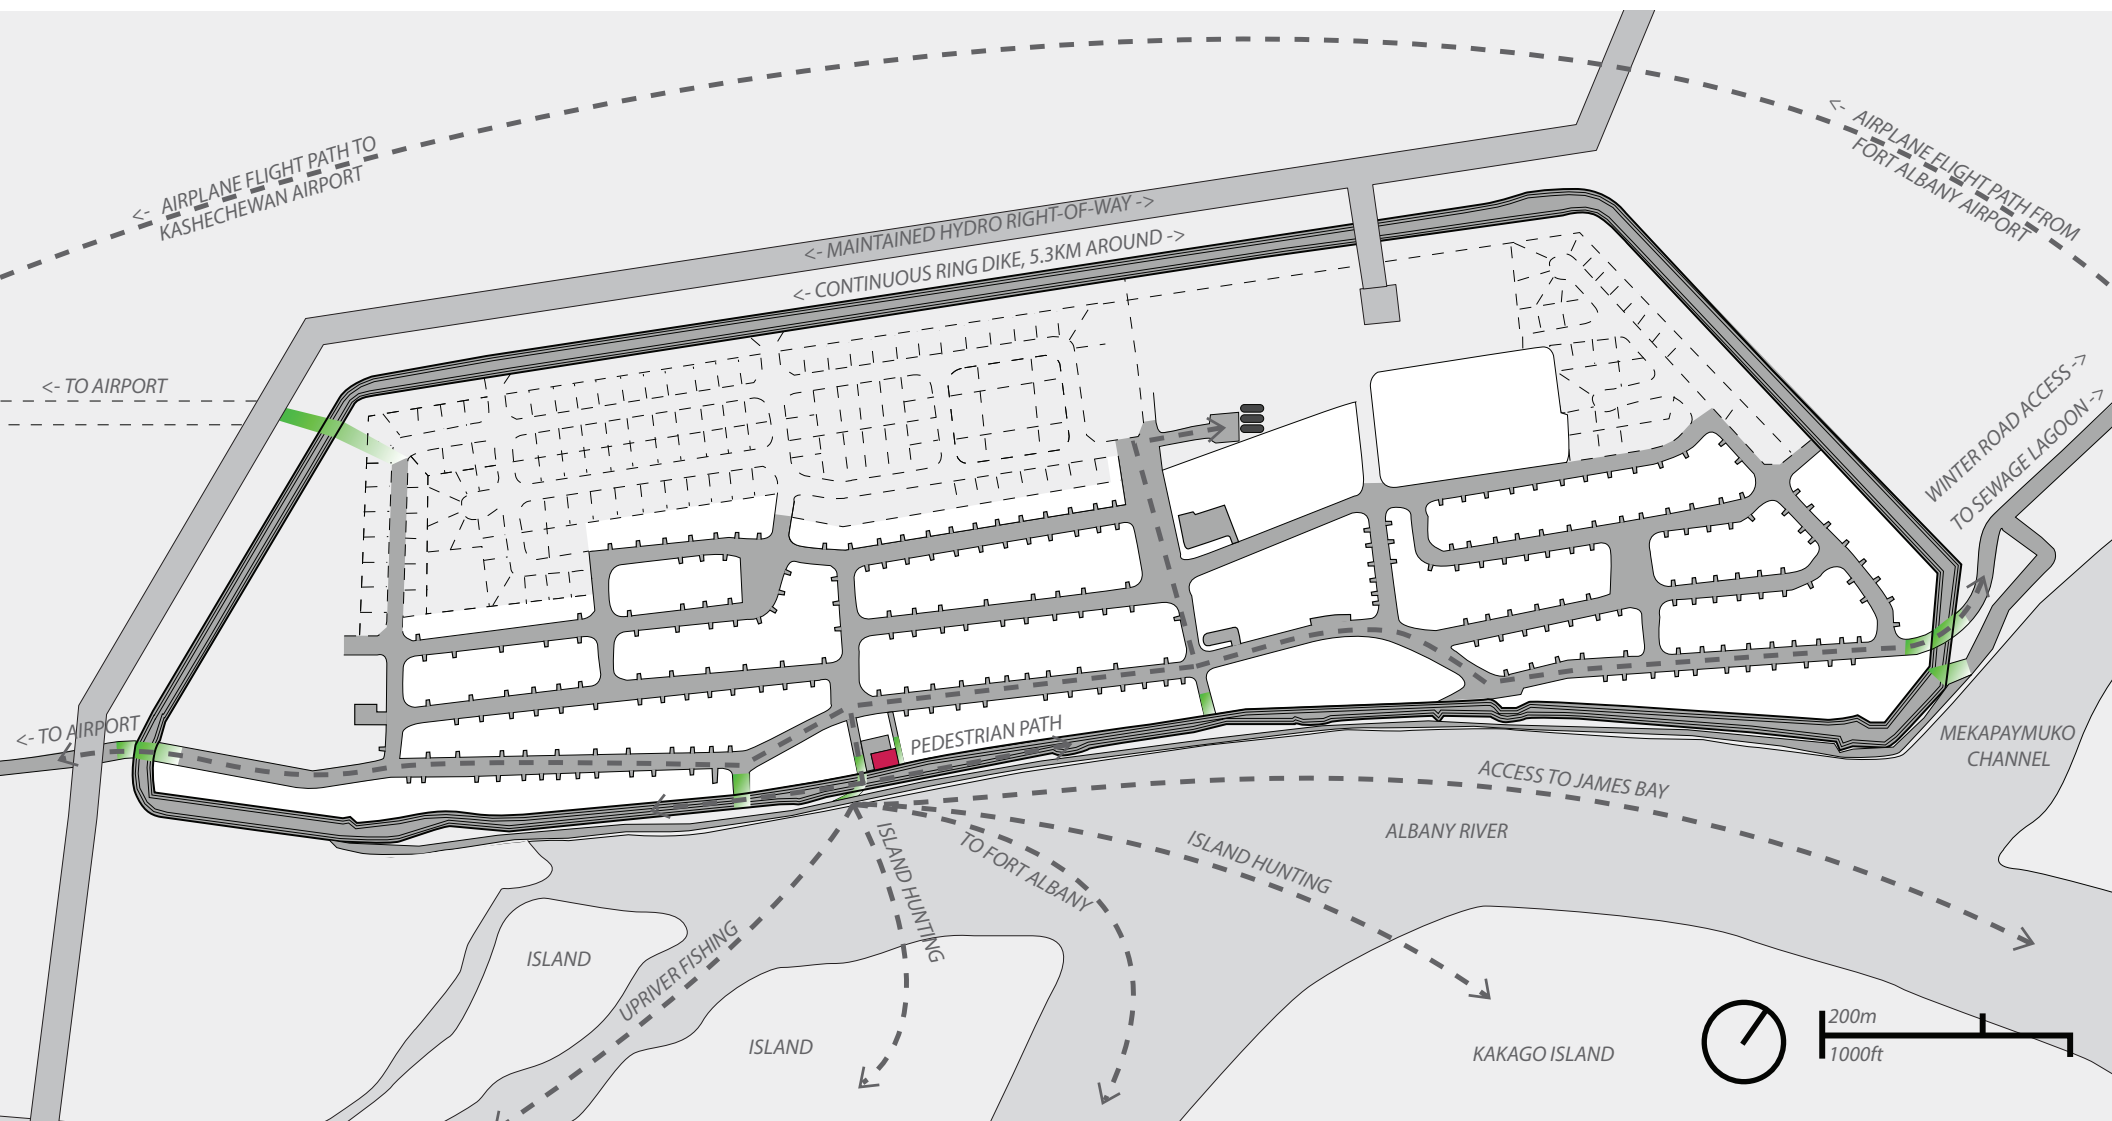 <- AIRPLANE FLIGHT PATH TO
KASHECHEWAN AIRPORT
<- AIRPLANE FLIGHT PATH FROM
FORT ALBANY AIRPORT
<- MAINTAINED HYDRO RIGHT-OF-WAY ->
<- CONTINUOUS RING DIKE, 5.3KM AROUND ->
<- TO AIRPORT
WINTER ROAD ACCESS ->
TO SEWAGE LAGOON ->
<- TO AIRPORT
PEDESTRIAN PATH
MEKAPAYMUKO
CHANNEL
ACCESS TO JAMES BAY
ALBANY RIVER
ISLAND HUNTING
TO FORT ALBANY
ISLAND HUNTING
UPRIVER FISHING
ISLAND
ISLAND
KAKAGO ISLAND
200m
1000ft